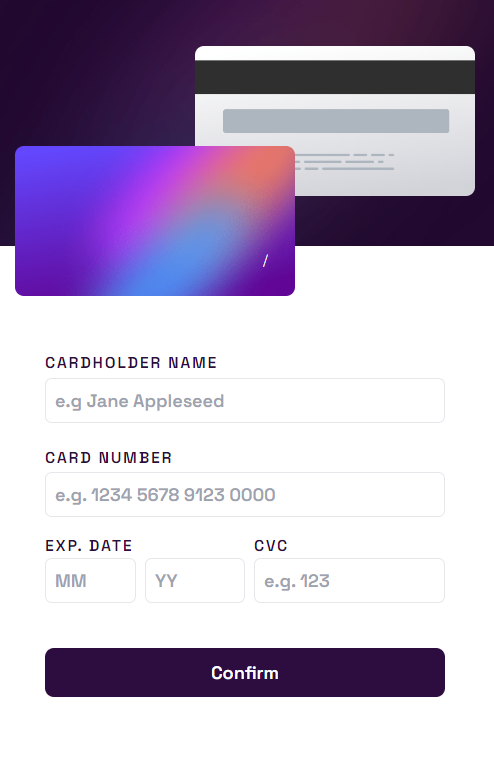 /
CARDHOLDER NAME
e.g Jane Appleseed
CARD NUMBER
e.g. 1234 5678 9123 0000
EXP. DATE CVC
MM YY e.g. 123
Confirm